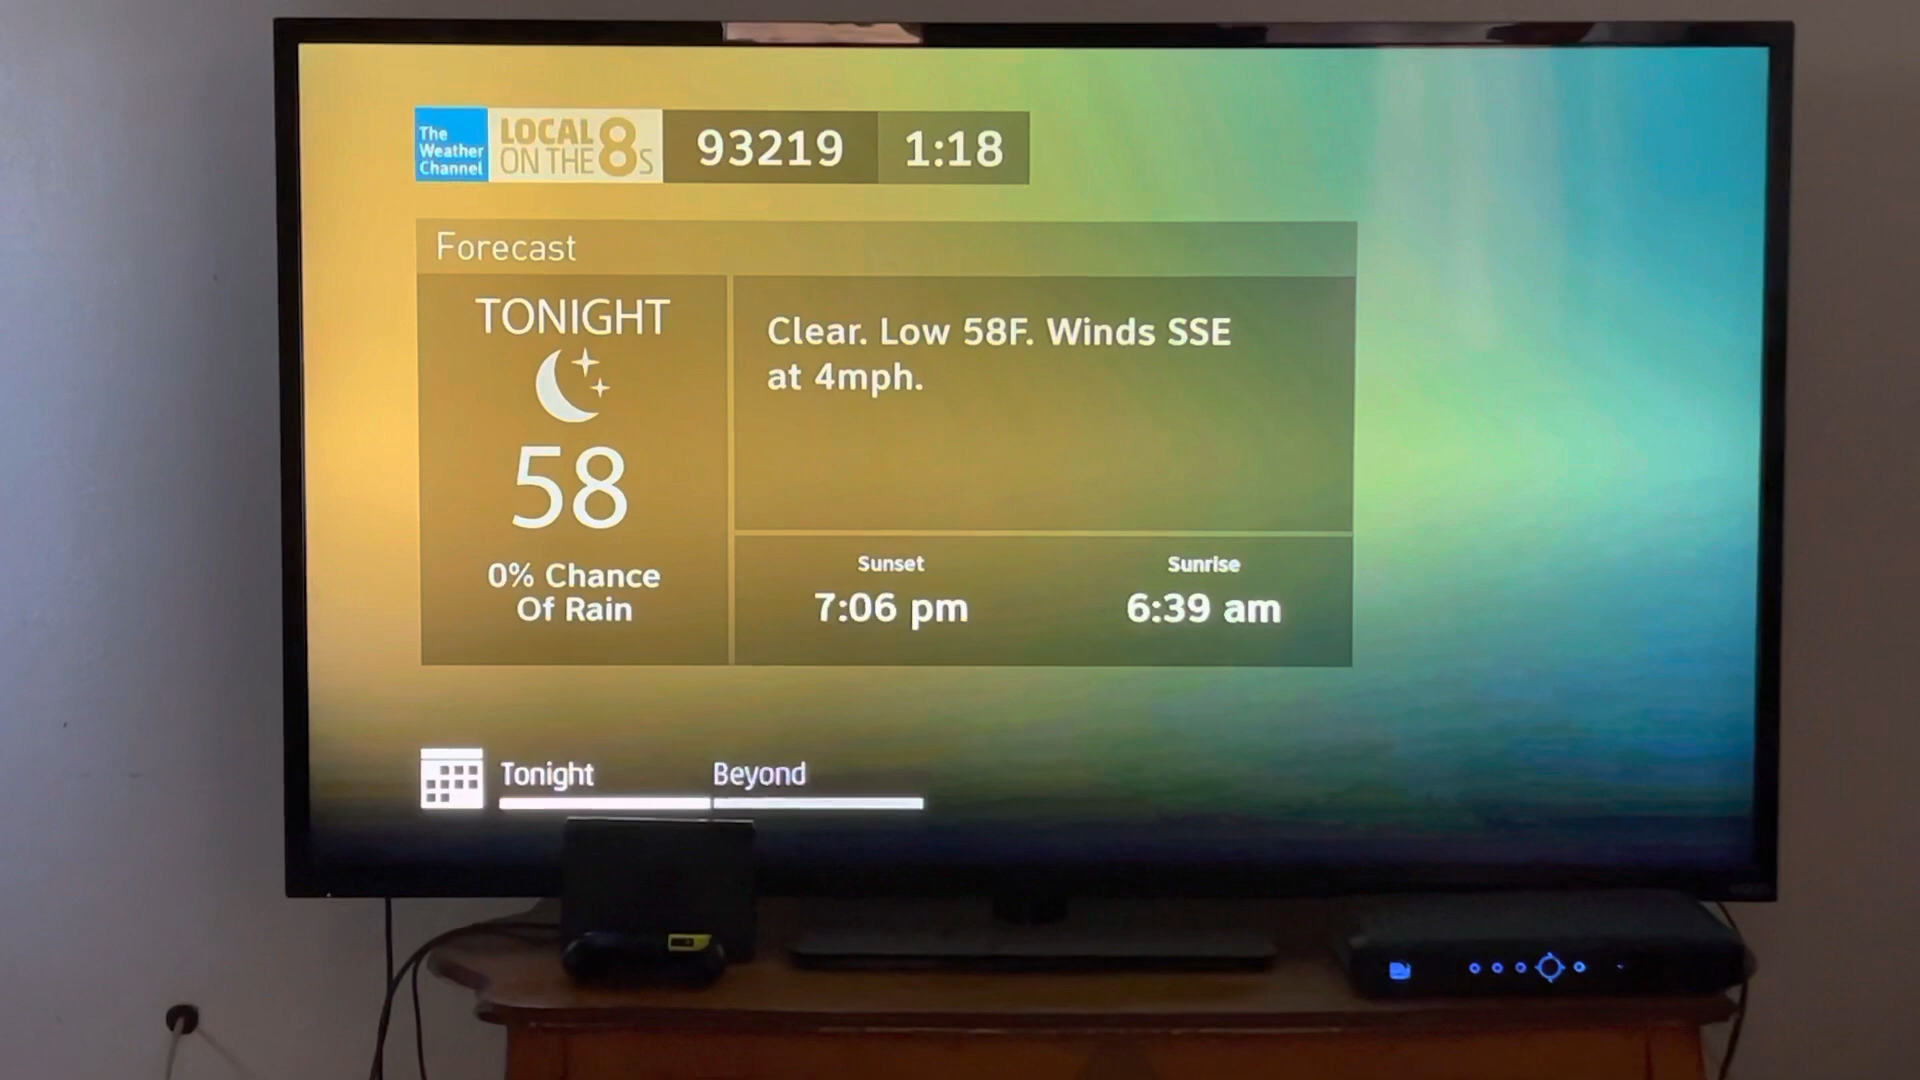 The
Weather
Channel
LOCAL
ON THE 8s
93219
1:18
Forecast
TONIGHT
58
0% Chance
Of Rain
Clear. Low 58F. Winds SSE
at 4mph.
Sunset
7:06 pm
Sunrise
6:39 am
Tonight
Beyond